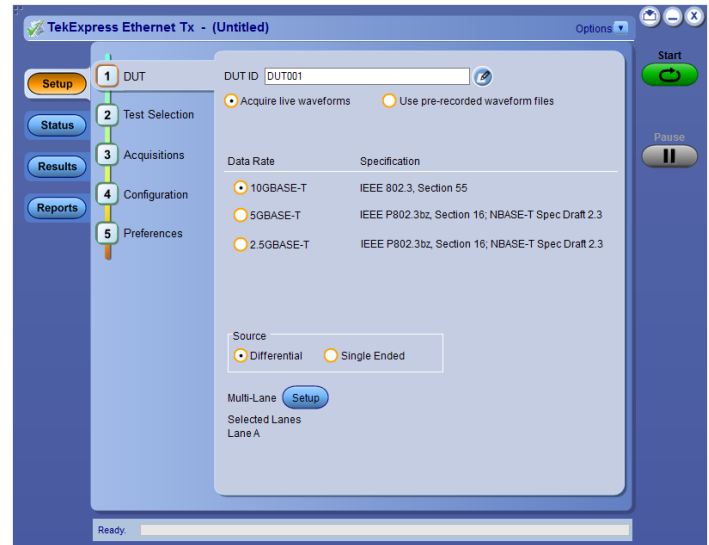 TekExpress Ethernet Tx - (Untitled)
Options
Start
Pause
Setup
Status
Results
Reports
1 DUT
2 Test Selection
3 Acquisitions
4 Configuration
5 Preferences
DUT ID DUT001
Acquire live waveforms Use pre-recorded waveform files
Data Rate Specification
10GBASE-T IEEE 802.3, Section 55
5GBASE-T IEEE P802.3bz, Section 16; NBASE-T Spec Draft 2.3
2.5GBASE-T IEEE P802.3bz, Section 16; NBASE-T Spec Draft 2.3
Source
Differential Single Ended
Multi-Lane Setup
Selected Lanes
Lane A
Ready.